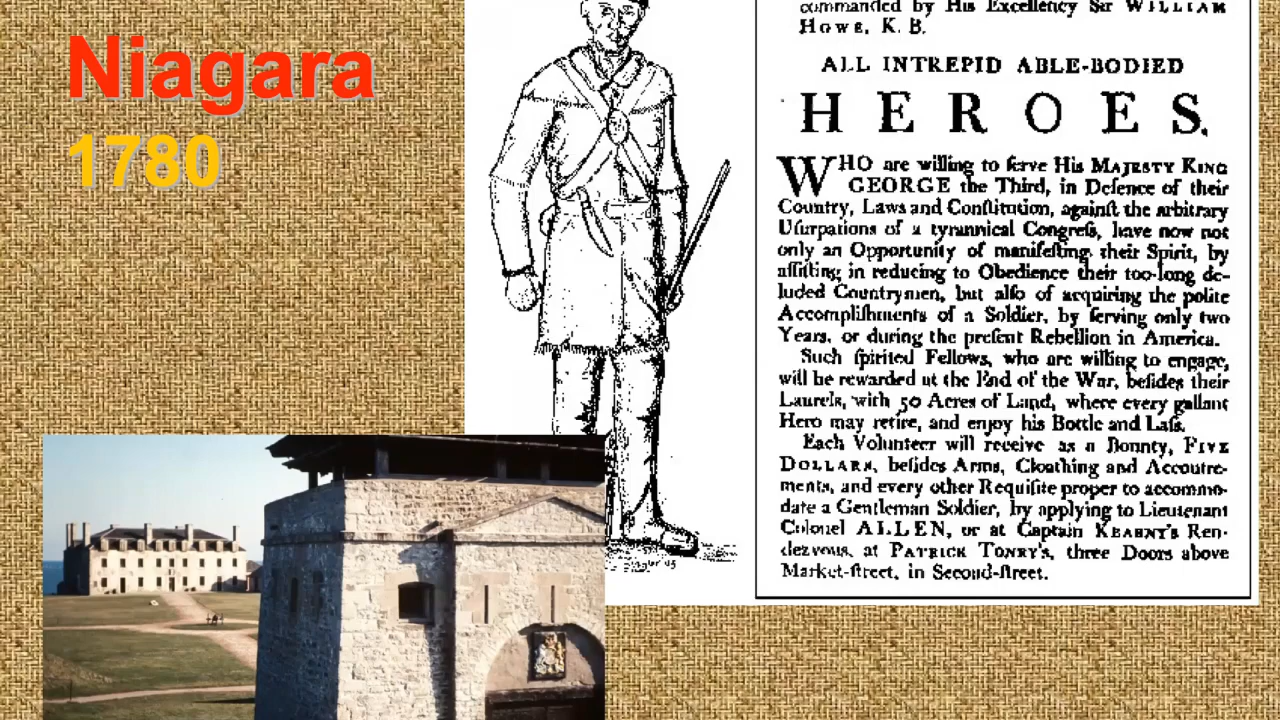 Niagara
1780
commanded by His Excellency Sir WILLIAM
HOWE, K. B.
ALL INTREPID ABLE-BODIED
HEROES.
WHO are willing to ſerve His MAJESTY KING
GEORGE the Third, in Defence of their
Country, Laws and Conſtitution, againſt the arbitrary
Uſurpations of a tyrannical Congreſs, have now not
only an Opportunity of manifeſting, their Spirit, by
aſſiſting in reducing to Obedience their too-long de-
luded Countrymen, but alſo of acquiring the polite
Accompliſhments of a Soldier, by ſerving only two
Years, or during the preſent Rebellion in America.
Such ſpirited Fellows, who are willing to engage,
will be rewarded at the End of the War, beſides their
Laurels, with 50 Acres of Land, where every gallant
Hero may retire, and enjoy his Bottle and Laſs.
Each Volunteer will receive as a Bounty, FIVE
DOLLARS, beſides Arms, Cloathing and Accoutre-
ments, and every other Requiſite proper to accommo-
date a Gentleman Soldier, by applying to Lieutenant
Colonel ALLEN, or at Captain KEARNY's Ren-
dezvous, at PATRICK TONRY's, three Doors above
Market-ſtreet, in Second-ſtreet.